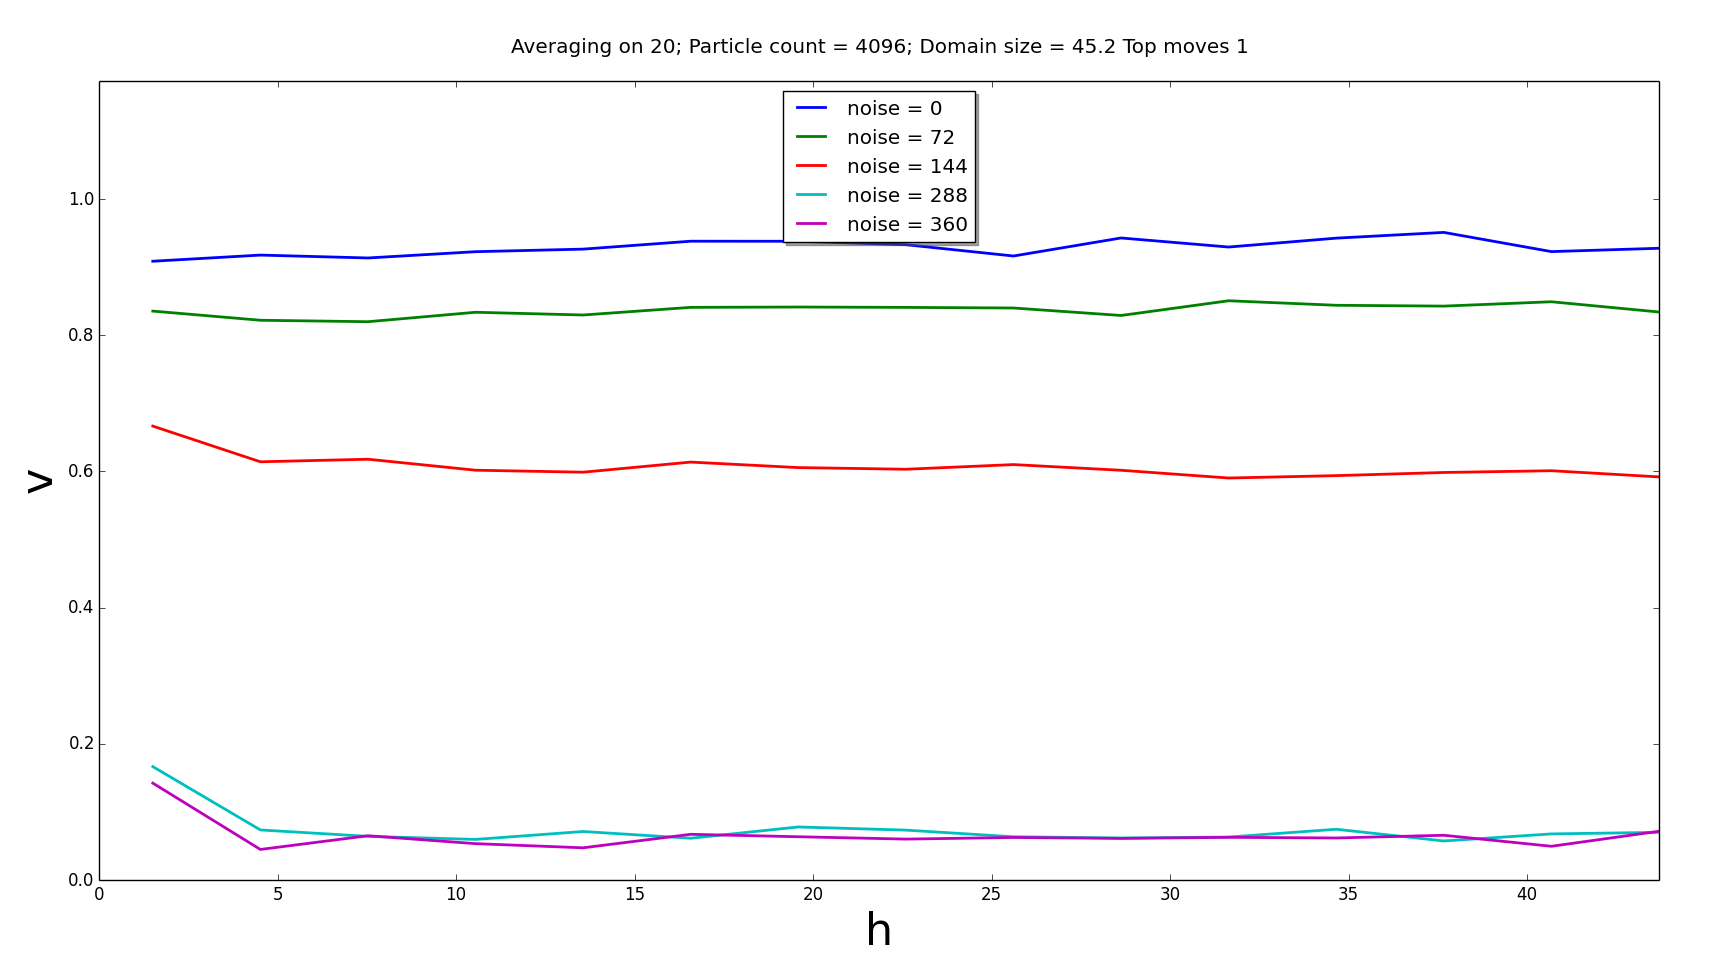 Averaging on 20; Particle count = 4096; Domain size = 45.2 Top moves 1
noise = 0
noise = 72
noise = 144
noise = 288
noise = 360
1.0
0.8
0.6
0.4
0.2
0.0
v
0 5 10 15 20 25 30 35 40
h